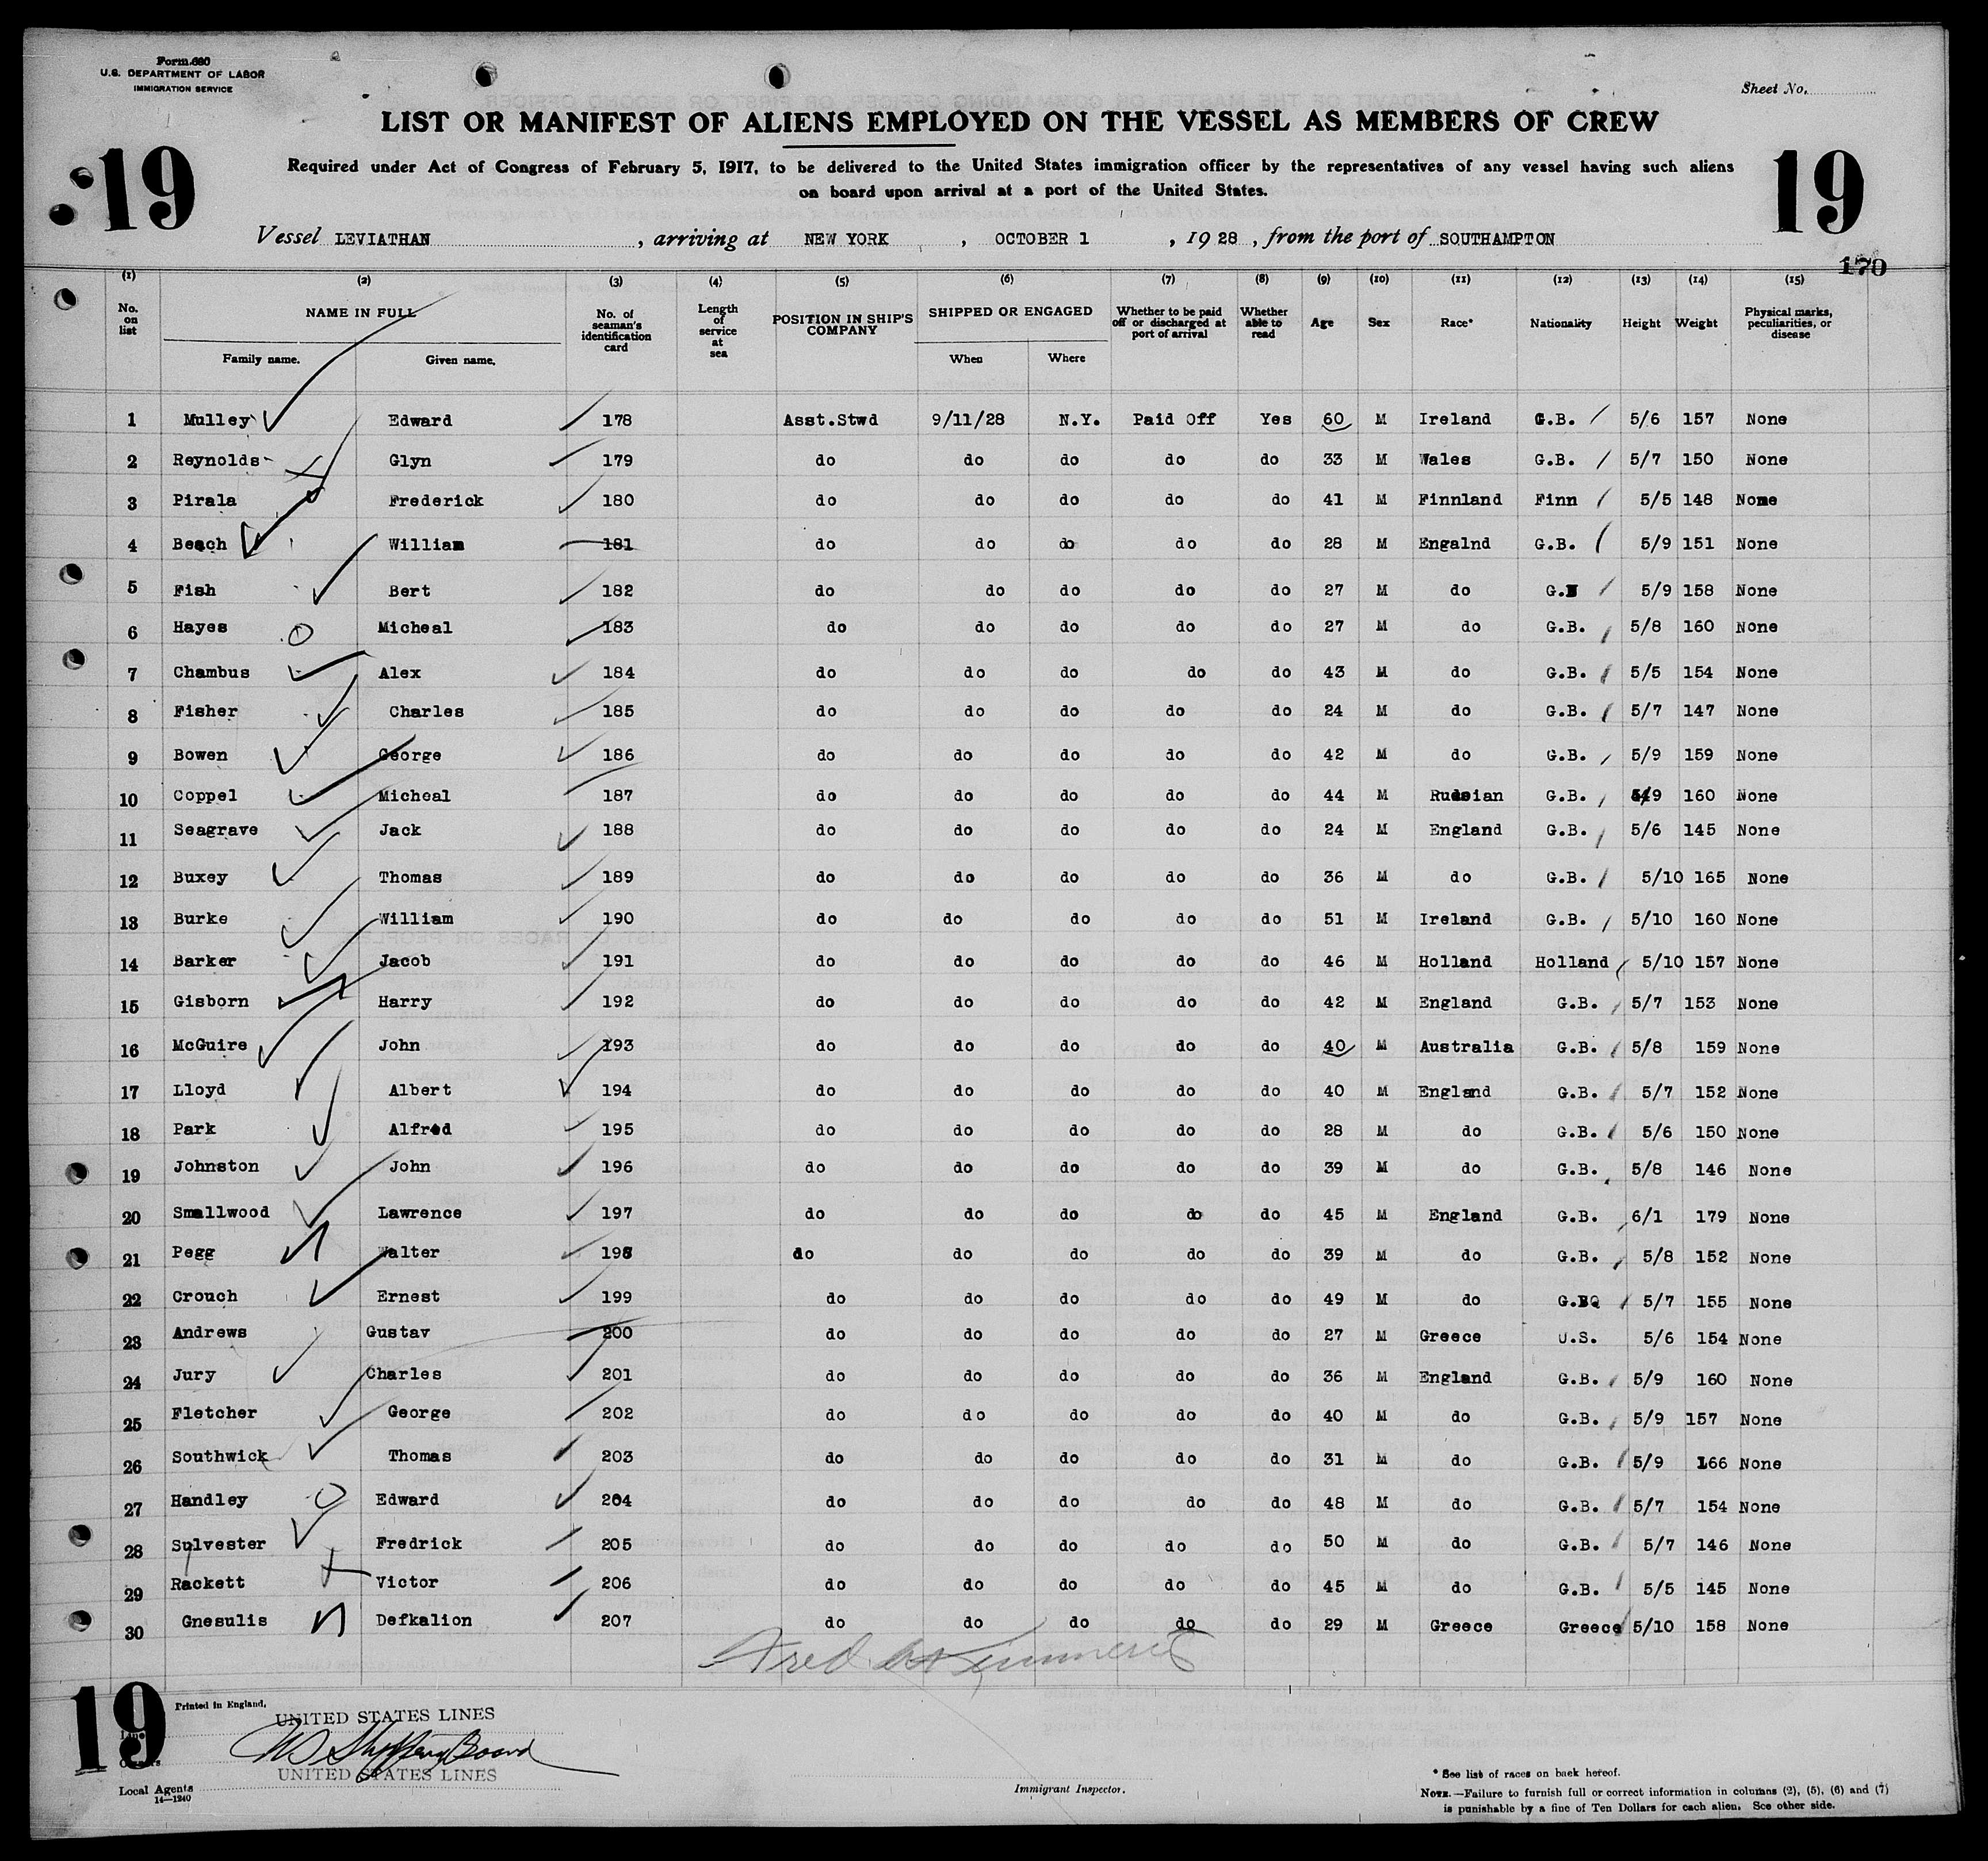 Form 680
U.S. DEPARTMENT OF LABOR
IMMIGRATION SERVICE
Sheet No.
LIST OR MANIFEST OF ALIENS EMPLOYED ON THE VESSEL AS MEMBERS OF CREW
19 19
Required under Act of Congress of February 5, 1917, to be delivered to the United States immigration officer by the representatives of any vessel having such aliens
on board upon arrival at a port of the United States.
Vessel LEVIATHAN , arriving at NEW YORK , OCTOBER 1 , 1928 , from the port of SOUTHAMPTON
170
(1) (2) (3) (4) (5) (6) (7) (8) (9) (10) (11) (12) (13) (14) (15)
No. on list NAME IN FULL No. of seaman's identification card Length of service at sea POSITION IN SHIP'S COMPANY SHIPPED OR ENGAGED Whether to be paid off or discharged at port of arrival Whether able to read Age Sex Race* Nationality Height Weight Physical marks, peculiarities, or disease
Family name. Given name. When Where
1 Mulley Edward 178 Asst.Stwd 9/11/28 N.Y. Paid Off Yes 60 M Ireland G.B. 5/6 157 None
2 Reynolds Glyn 179 do do do do do 33 M Wales G.B. 5/7 150 None
3 Pirala Frederick 180 do do do do do 41 M Finnland Finn 5/5 148 None
4 Beach William 181 do do do do do 28 M Engalnd G.B. 5/9 151 None
5 Fish Bert 182 do do do do do 27 M do G. 5/9 158 None
6 Hayes Micheal 183 do do do do do 27 M do G.B. 5/8 160 None
7 Chambus Alex 184 do do do do do 43 M do G.B. 5/5 154 None
8 Fisher Charles 185 do do do do do 24 M do G.B. 5/7 147 None
9 Bowen George 186 do do do do do 42 M do G.B. 5/9 159 None
10 Coppel Micheal 187 do do do do do 44 M Russian G.B. 160 None
11 Seagrave Jack 188 do do do do do 24 M England G.B. 5/6 145 None
12 Buxey Thomas 189 do do do do do 36 M do G.B. 5/10 165 None
13 Burke William 190 do do do do do 51 M Ireland G.B. 5/10 160 None
14 Barker Jacob 191 do do do do do 46 M Holland Holland 5/10 157 None
15 Gisborn Harry 192 do do do do do 42 M England G.B. 5/7 153 None
16 McGuire John 193 do do do do do 40 M Australia G.B. 5/8 159 None
17 Lloyd Albert 194 do do do do do 40 M England G.B. 5/7 152 None
18 Park Alfred 195 do do do do do 28 M do G.B. 5/6 150 None
19 Johnston John 196 do do do do do 39 M do G.B. 5/8 146 None
20 Smallwood Lawrence 197 do do do do do 45 M England G.B. 6/1 179 None
21 Pegg Walter 198 do do do do do 39 M do G.B. 5/8 152 None
22 Crouch Ernest 199 do do do do do 49 M do G.B 5/7 155 None
23 Andrews Gustav 200 do do do do do 27 M Greece U.S. 5/6 154 None
24 Jury Charles 201 do do do do do 36 M England G.B. 5/9 160 None
25 Fletcher George 202 do do do do do 40 M do G.B. 5/9 157 None
26 Southwick Thomas 203 do do do do do 31 M do G.B. 5/9 166 None
27 Handley Edward 204 do do do do do 48 M do G.B. 5/7 154 None
28 Sulvester Fredrick 205 do do do do do 50 M do G.B. 5/7 146 None
29 Rackett Victor 206 do do do do do 45 M do G.B. 5/5 145 None
30 Gnesulis Defkalion 207 do do do do do 29 M Greece Greece 5/10 158 None
Fred
19
Printed in England.
UNITED STATES LINES
US Shipping Board
Owners
UNITED STATES LINES
Local Agents
14—1240
Immigrant Inspector.
* See list of races on back hereof.
NOTE.—Failure to furnish full or correct information in columns (2), (5), (6) and (7)
is punishable by a fine of Ten Dollars for each alien. See other side.